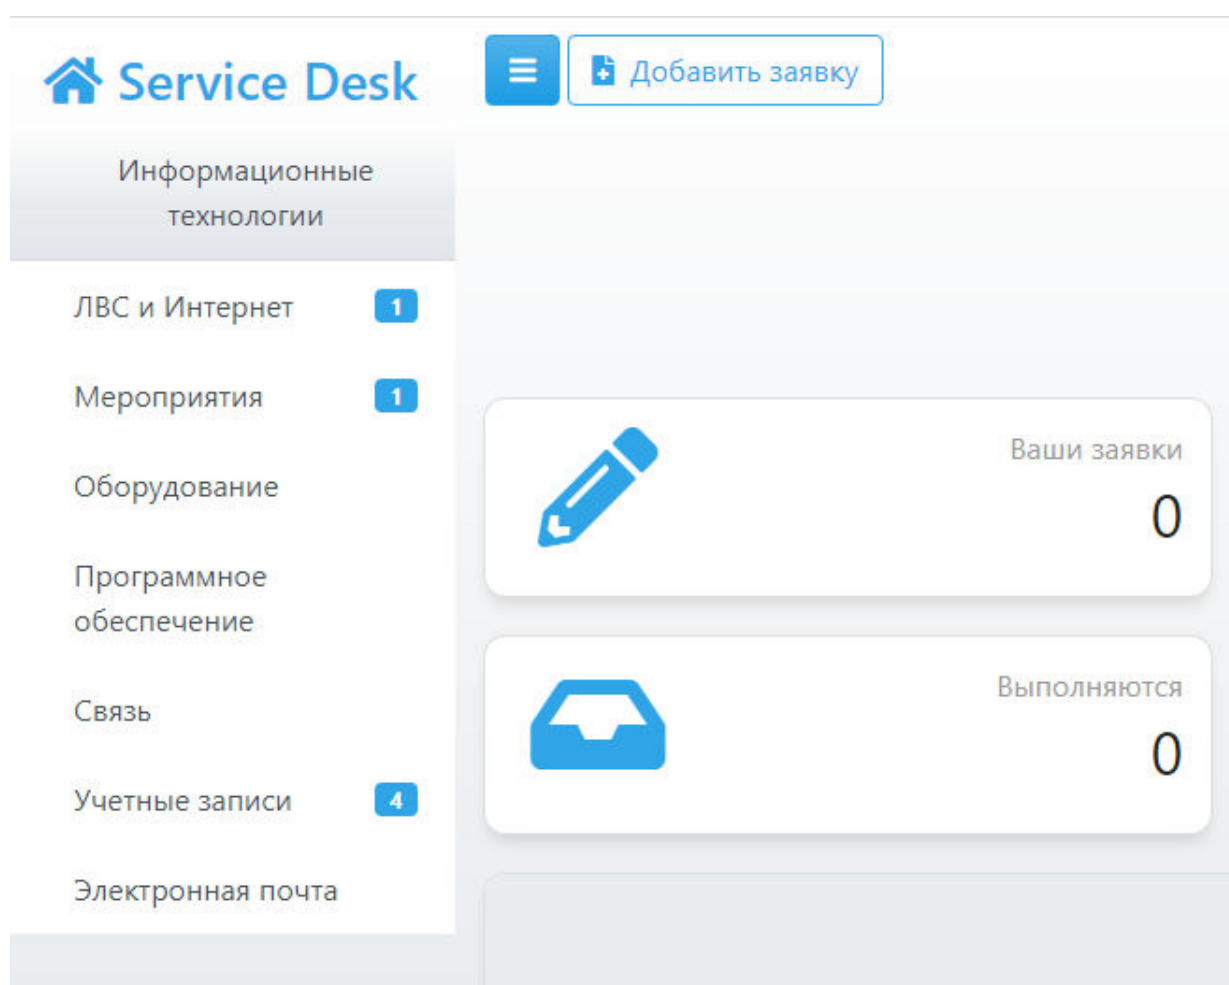 Service Desk
Добавить заявку
Информационные
технологии
ЛВС и Интернет 1
Мероприятия 1
Оборудование
Программное
обеспечение
Связь
Учетные записи 4
Электронная почта
Ваши заявки
0
Выполняются
0